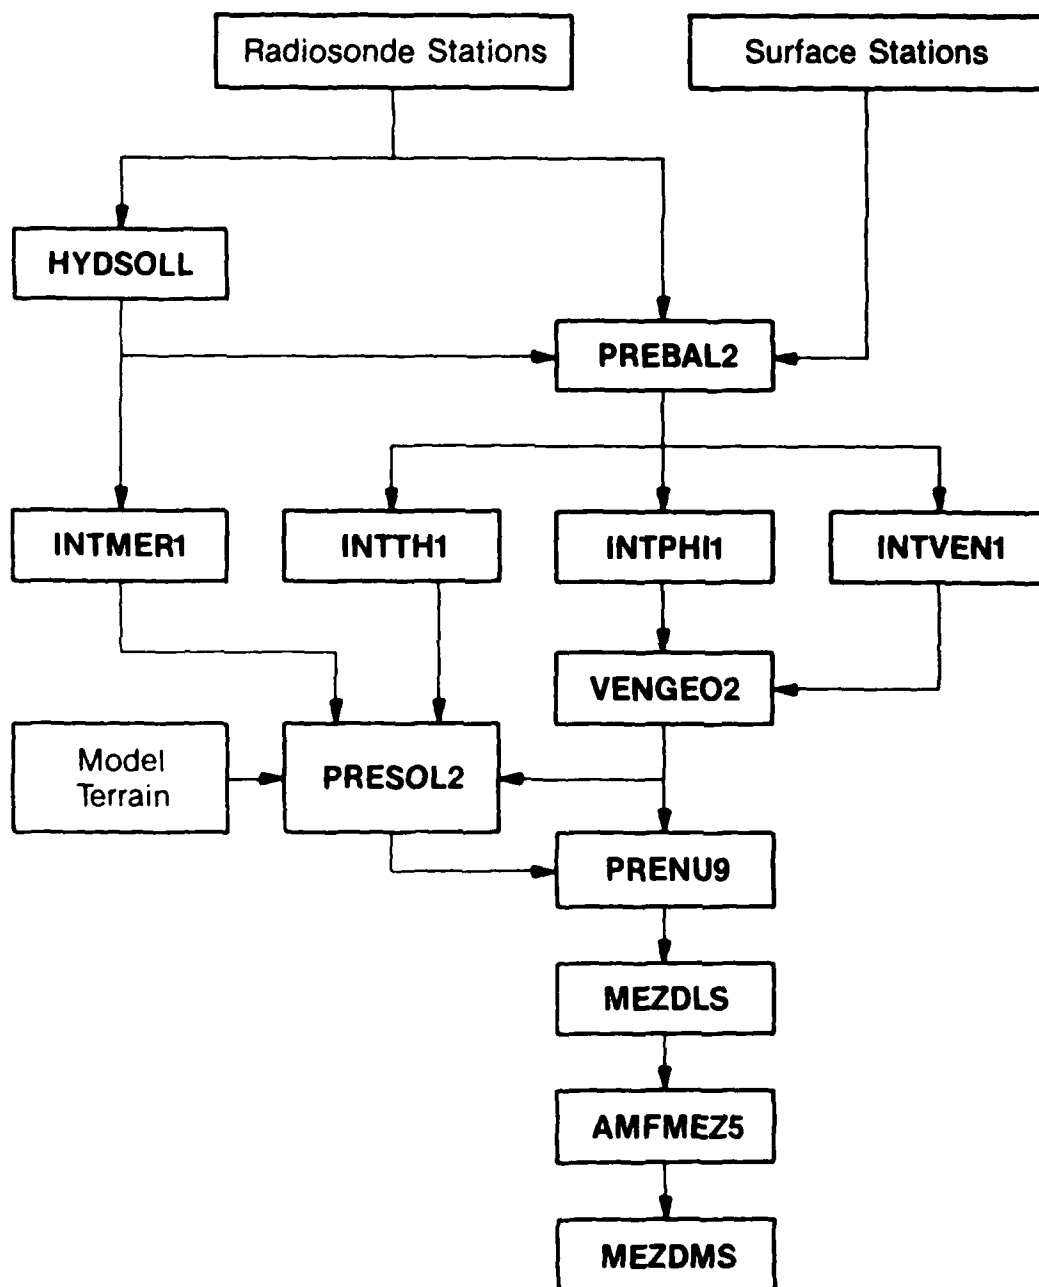 Radiosonde Stations
Surface Stations
HYDSOLL
PREBAL2
INTMER1
INTTH1
INTPHI1
INTVEN1
VENGEO2
Model
Terrain
PRESOL2
PRENU9
MEZDLS
AMFMEZ5
MEZDMS